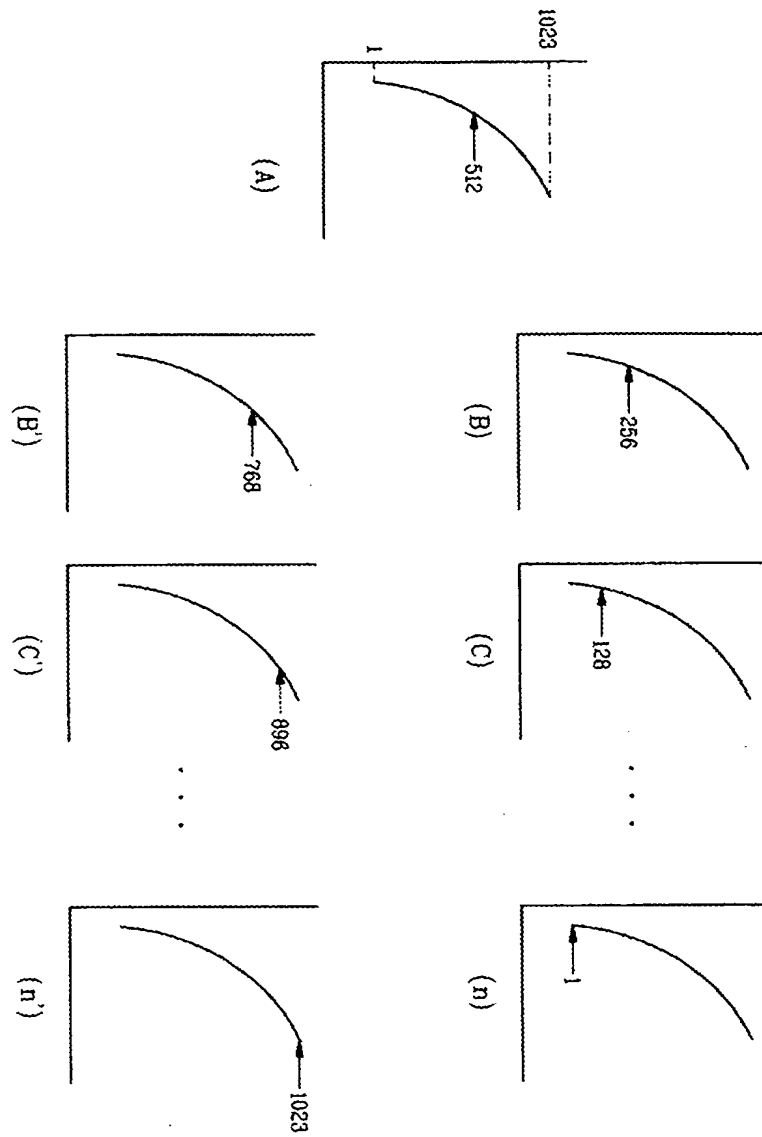 1023
1
512
(A)
256
(B)
128
(C)
. . .
1
(n)
768
(B')
896
(C')
. . .
1023
(n')